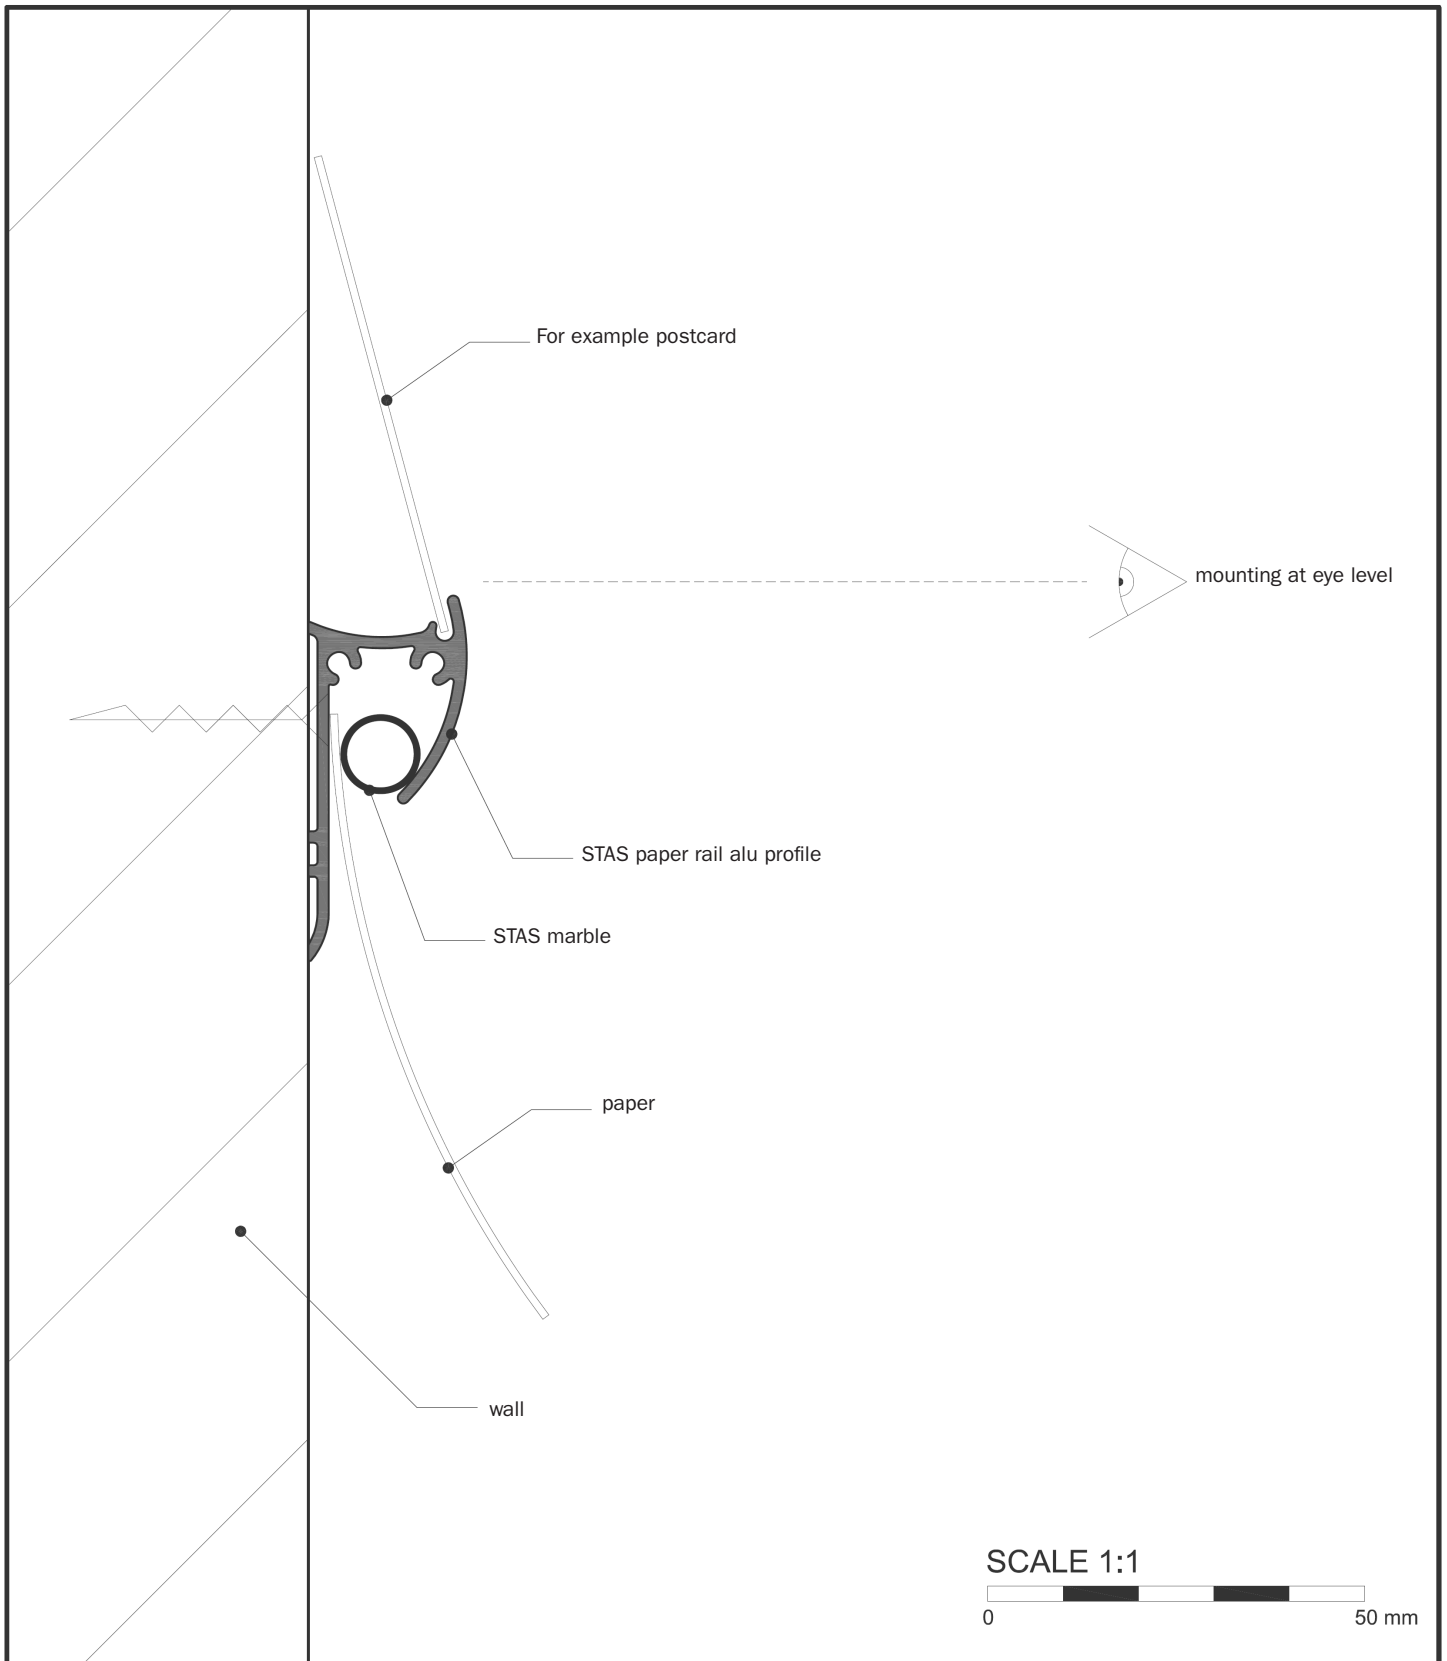 For example postcard
mounting at eye level
STAS paper rail alu profile
STAS marble
paper
wall
SCALE 1:1
0
50 mm